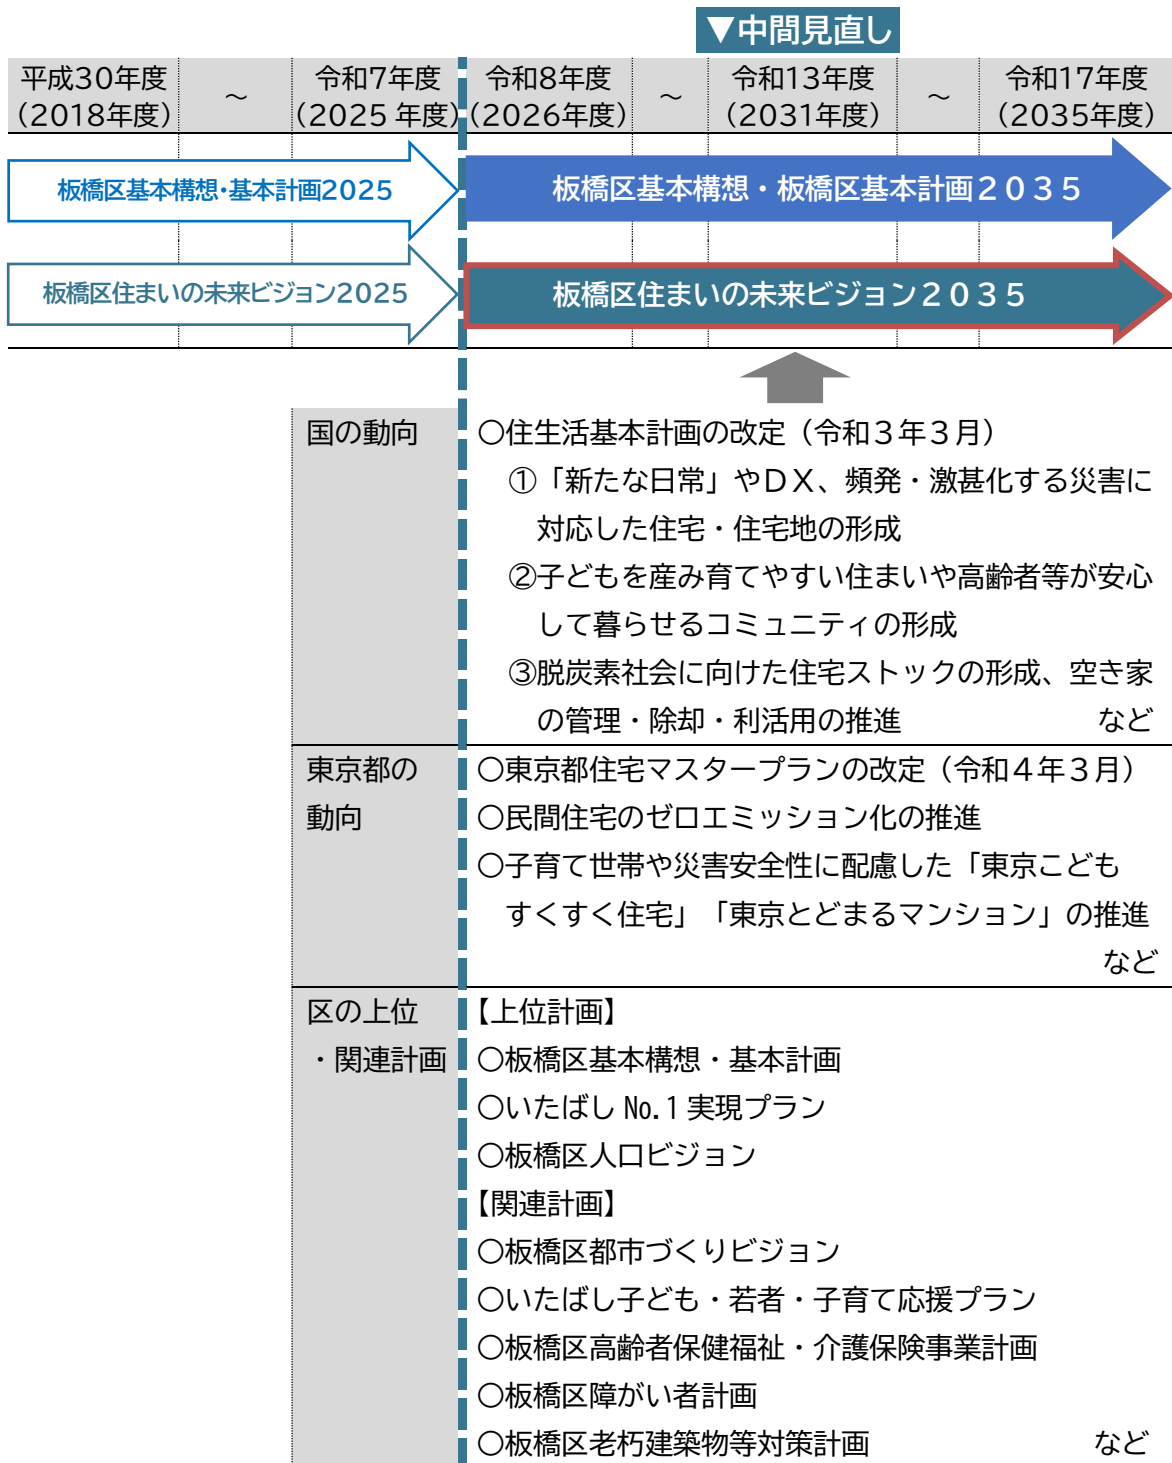 ▼中間見直し
平成30年度 ～ 令和7年度 令和8年度 ～ 令和13年度 ～ 令和17年度
(2018年度) (2025年度) (2026年度) (2031年度) (2035年度)
板橋区基本構想・基本計画2025 板橋区基本構想・板橋区基本計画２０３５
板橋区住まいの未来ビジョン2025 板橋区住まいの未来ビジョン２０３５
国の動向 ○住生活基本計画の改定（令和３年３月）
①「新たな日常」やＤＸ、頻発・激甚化する災害に
対応した住宅・住宅地の形成
②子どもを産み育てやすい住まいや高齢者等が安心
して暮らせるコミュニティの形成
③脱炭素社会に向けた住宅ストックの形成、空き家
の管理・除却・利活用の推進 など
東京都の ○東京都住宅マスタープランの改定（令和４年３月）
動向 ○民間住宅のゼロエミッション化の推進
○子育て世帯や災害安全性に配慮した「東京こども
すくすく住宅」「東京とどまるマンション」の推進
など
区の上位 【上位計画】
・関連計画 ○板橋区基本構想・基本計画
○いたばし No.1 実現プラン
○板橋区人口ビジョン
【関連計画】
○板橋区都市づくりビジョン
○いたばし子ども・若者・子育て応援プラン
○板橋区高齢者保健福祉・介護保険事業計画
○板橋区障がい者計画
○板橋区老朽建築物等対策計画 など